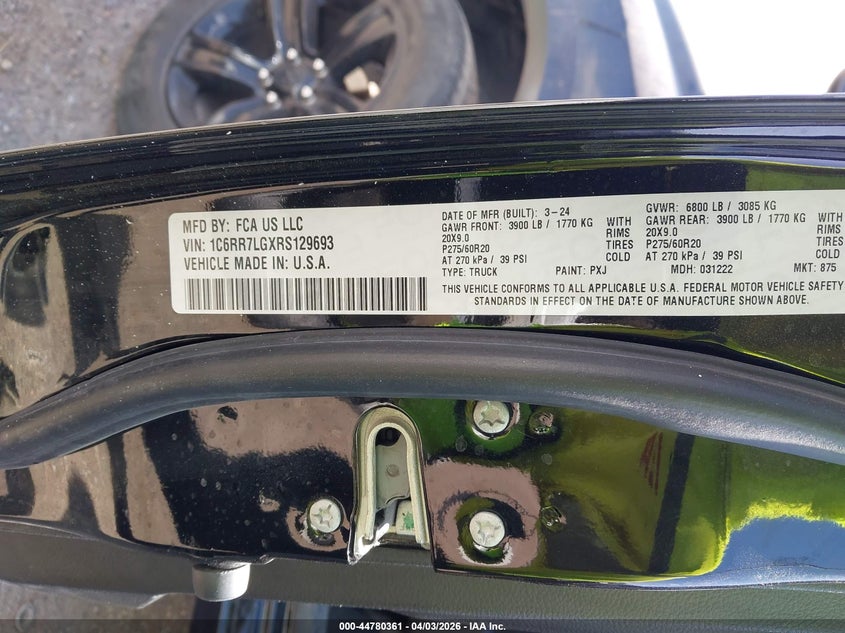 MFD BY: FCA US LLC
VIN: 1C6RR7LGXRS129693
VEHICLE MADE IN: U.S.A.
DATE OF MFR (BUILT): 3-24
GAWR FRONT: 3900 LB / 1770 KG WITH
20X9.0 RIMS
P275/60R20 TIRES
AT 270 kPa / 39 PSI COLD
TYPE: TRUCK PAINT: PXJ
GVWR: 6800 LB / 3085 KG
GAWR REAR: 3900 LB / 1770 KG WITH
20X9.0 RIMS
P275/60R20 TIRES
AT 270 kPa / 39 PSI COLD
MDH: 031222 MKT: 875
THIS VEHICLE CONFORMS TO ALL APPLICABLE U.S.A. FEDERAL MOTOR VEHICLE SAFETY
STANDARDS IN EFFECT ON THE DATE OF MANUFACTURE SHOWN ABOVE.
000-44780361 - 04/03/2026 - IAA Inc.